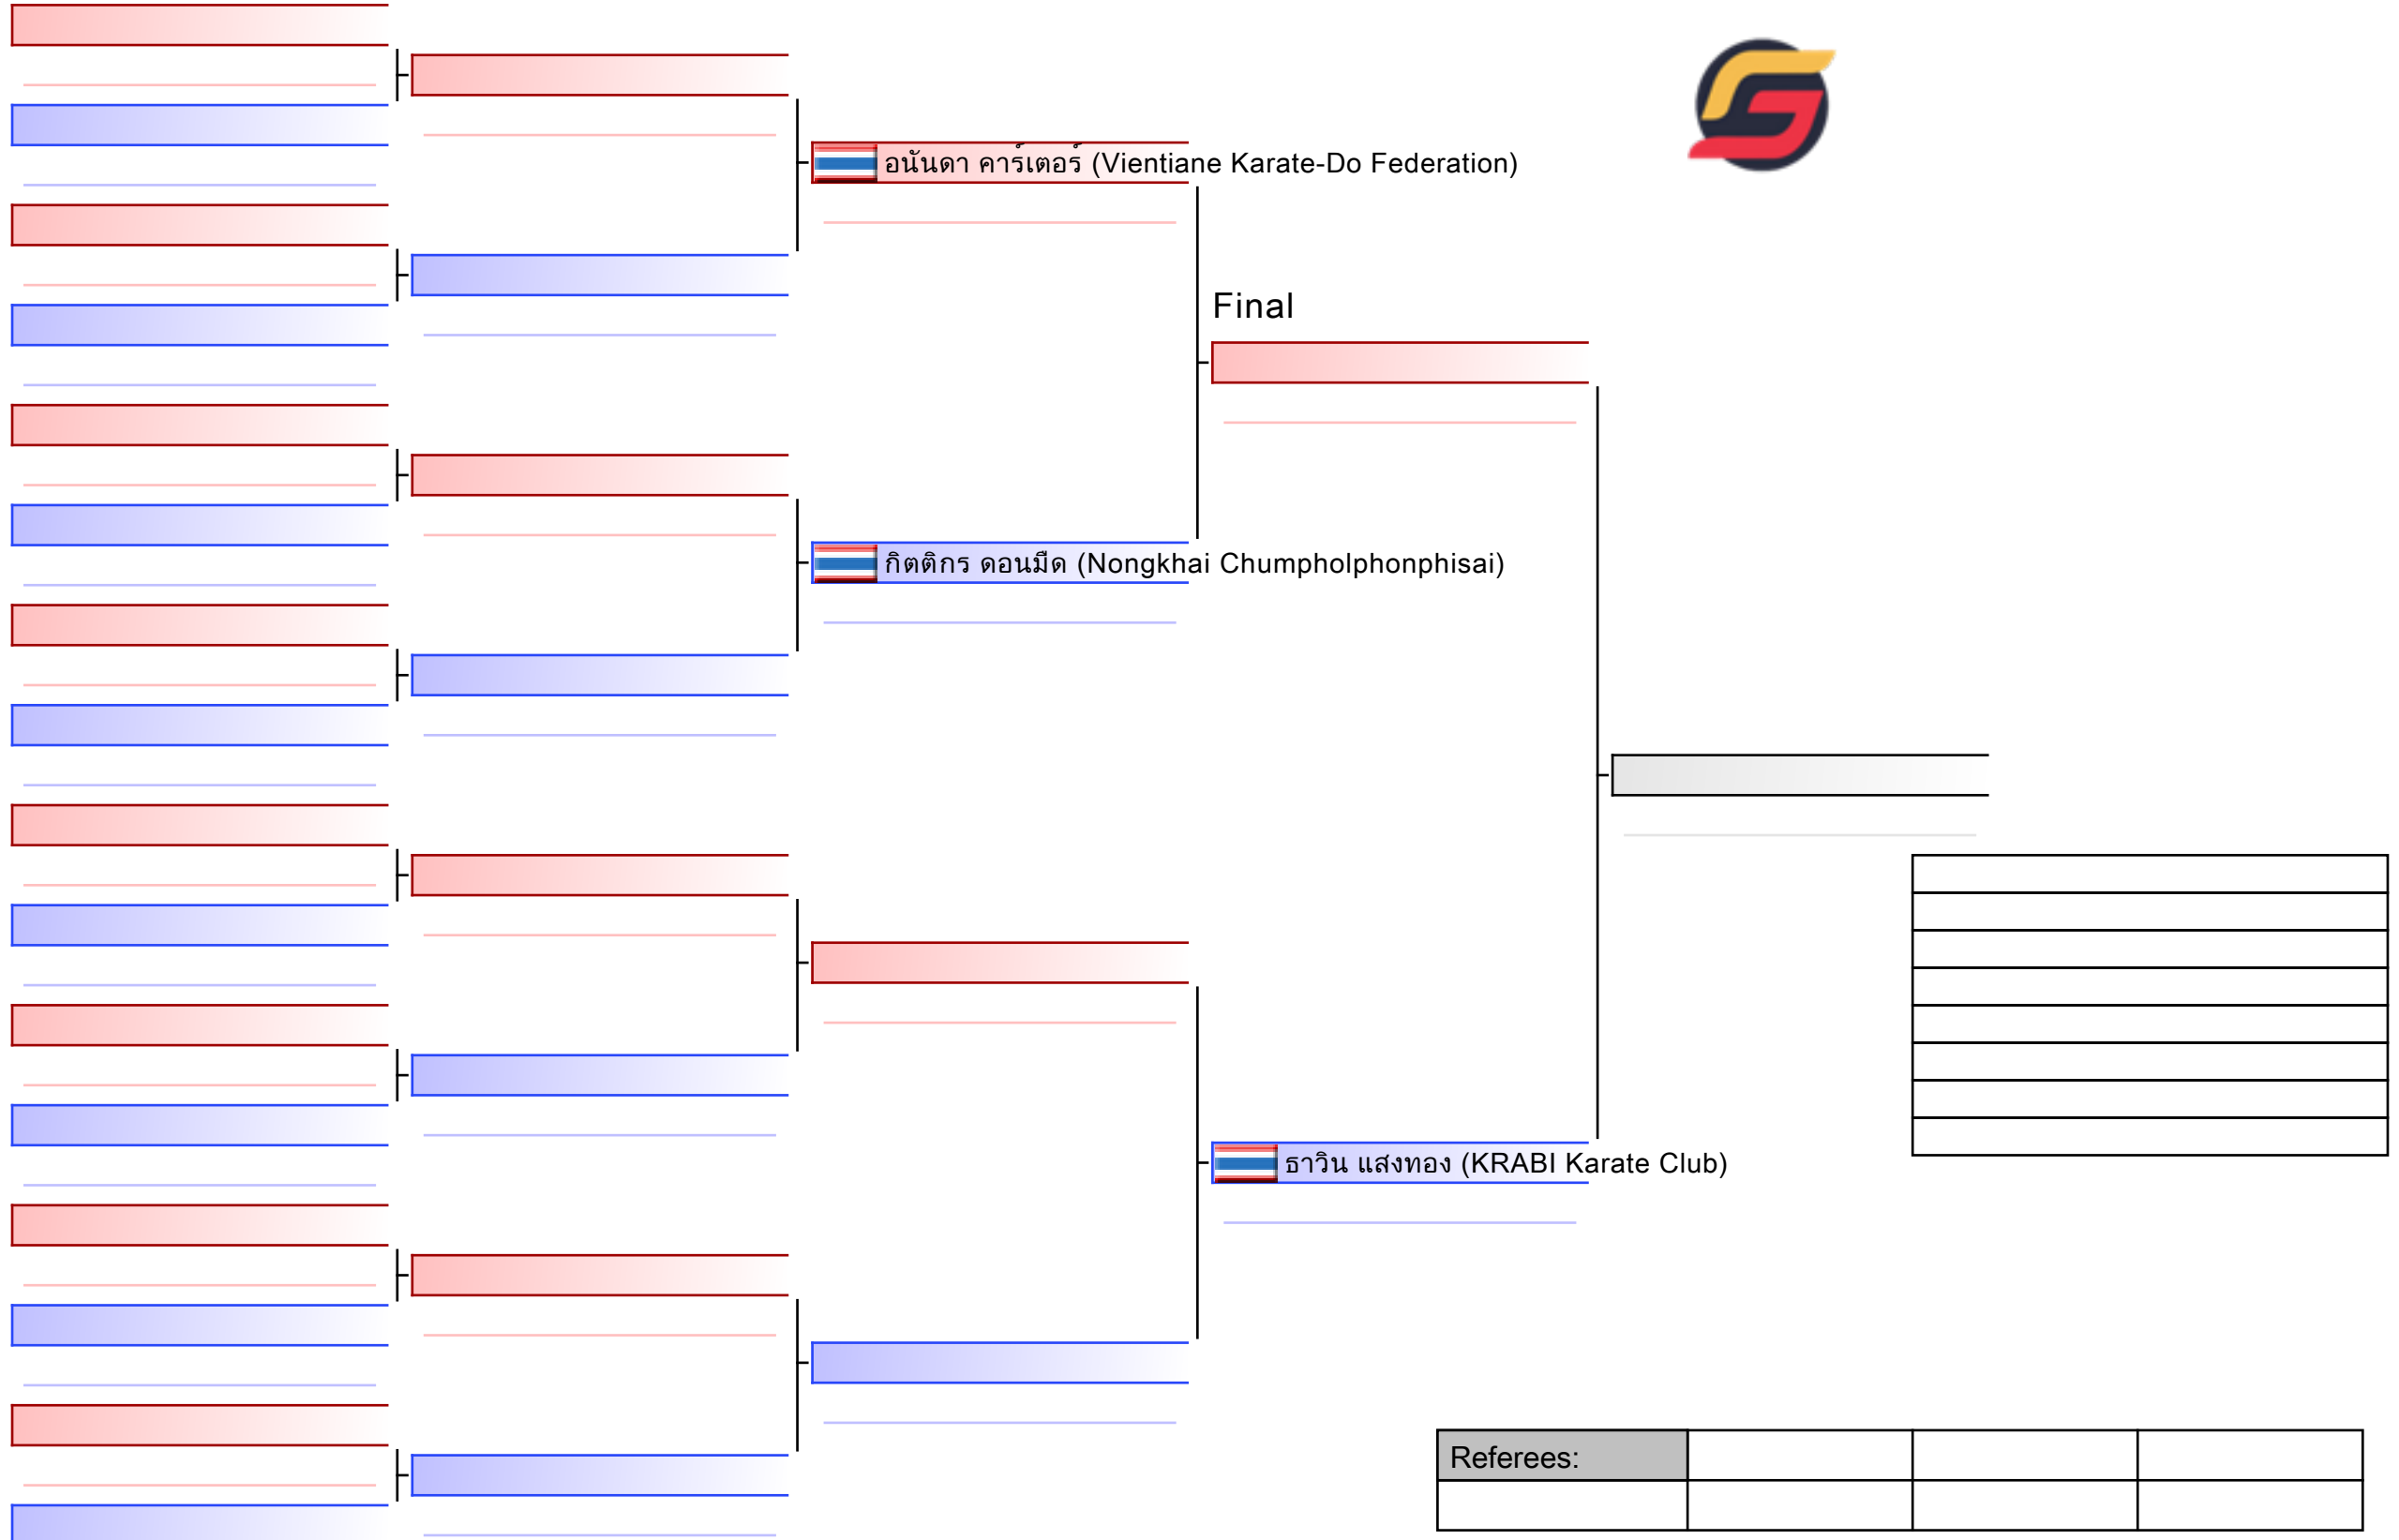 อนันดา คาร์เตอร์ (Vientiane Karate-Do Federation)
Final
กิตติกร ดอนมืด (Nongkhai Chumpholphonphisai)
ธาวิน แสงทอง (KRABI Karate Club)
Referees: